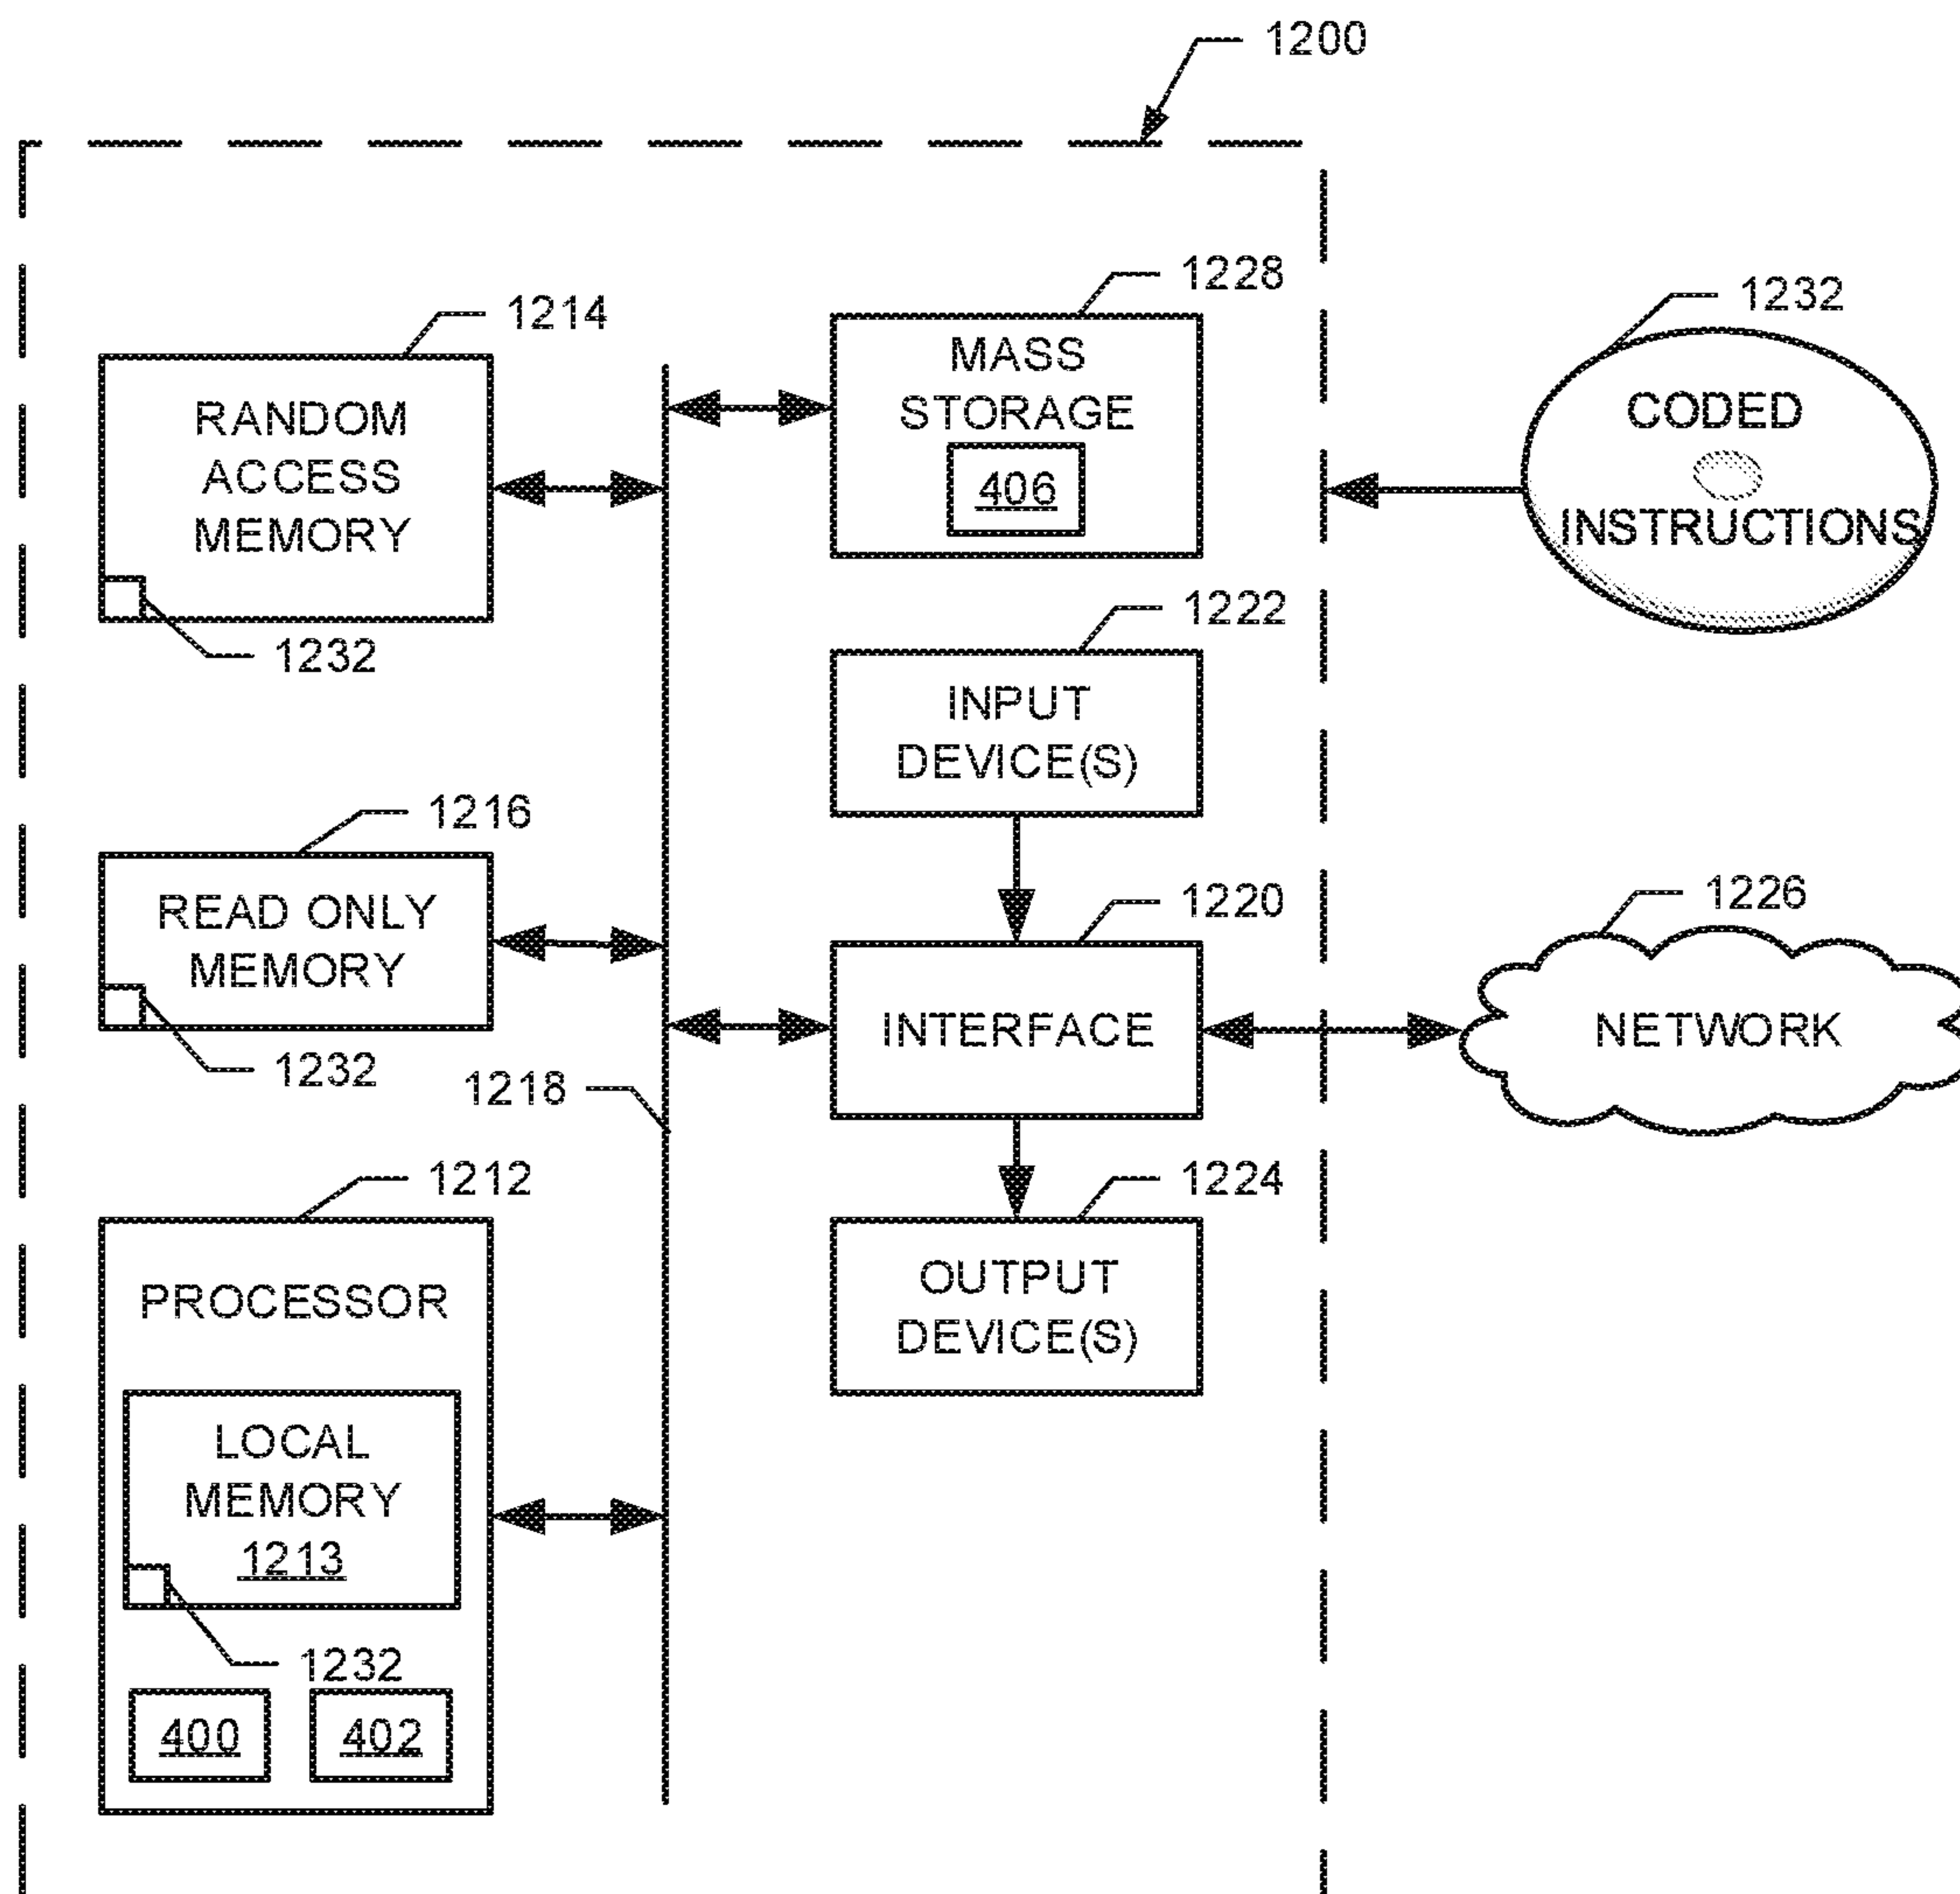 1200
1228
MASS
STORAGE
406
1214
RANDOM
ACCESS
MEMORY
1232
1232
CODED
INSTRUCTIONS
1222
INPUT
DEVICE(S)
1216
READ ONLY
MEMORY
1232
1218
1220
INTERFACE
1226
NETWORK
1212
PROCESSOR
LOCAL
MEMORY
1213
1232
400
402
1224
OUTPUT
DEVICE(S)